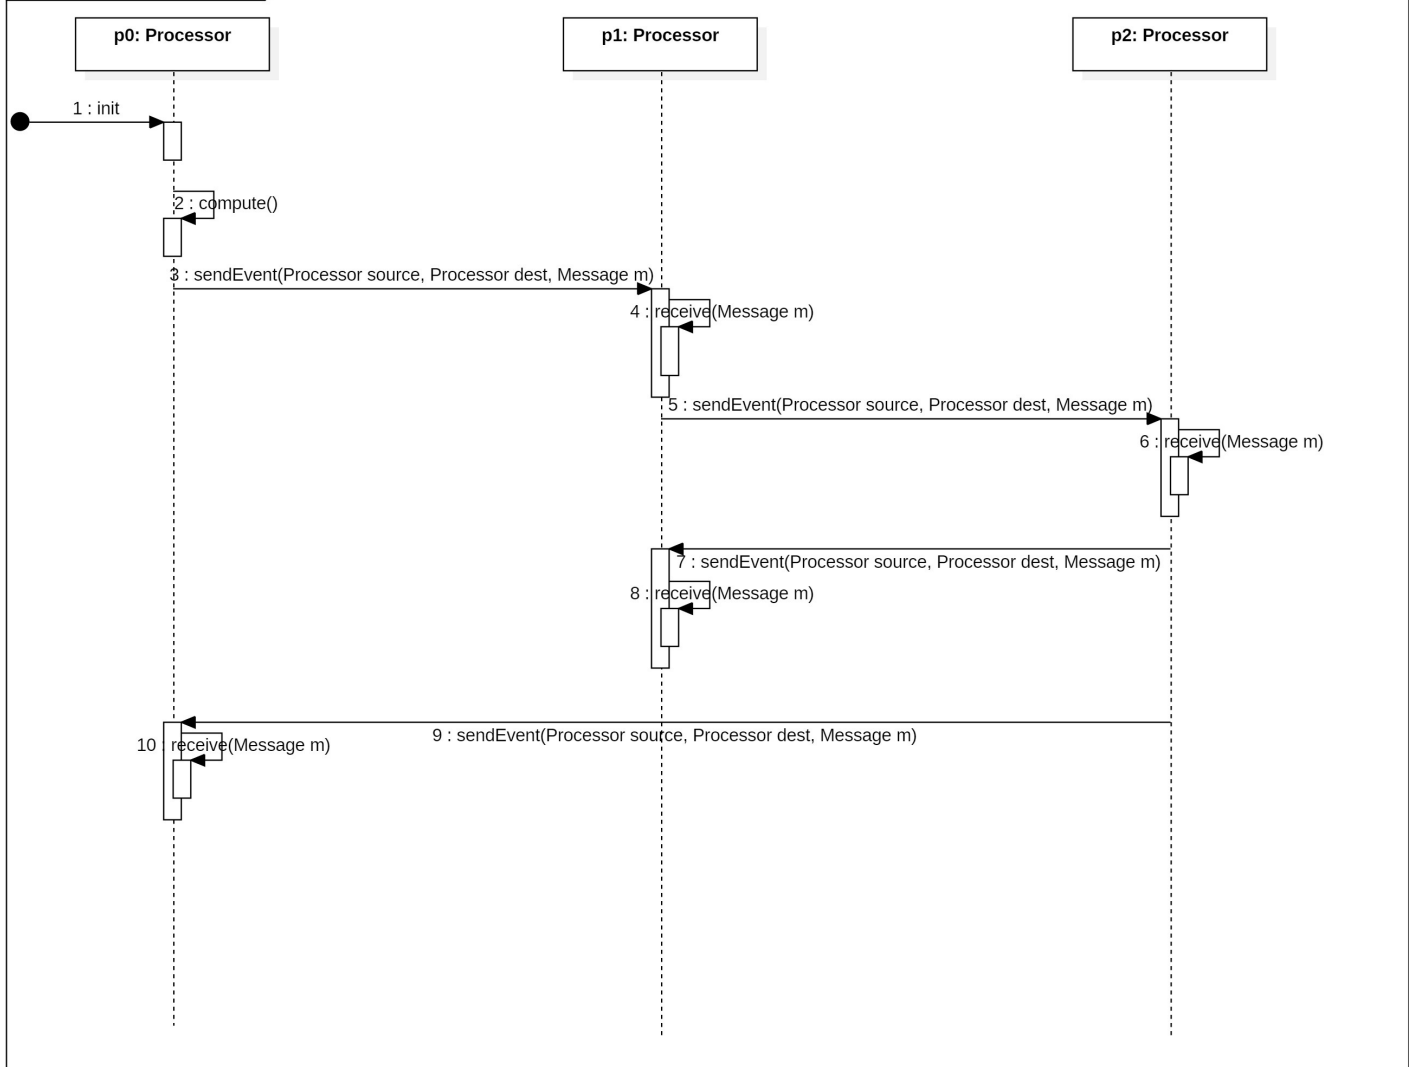 p0: Processor
p1: Processor
p2: Processor
1 : init
2 : compute()
3 : sendEvent(Processor source, Processor dest, Message m)
4 : receive(Message m)
5 : sendEvent(Processor source, Processor dest, Message m)
6 : receive(Message m)
7 : sendEvent(Processor source, Processor dest, Message m)
8 : receive(Message m)
9 : sendEvent(Processor source, Processor dest, Message m)
10 : receive(Message m)